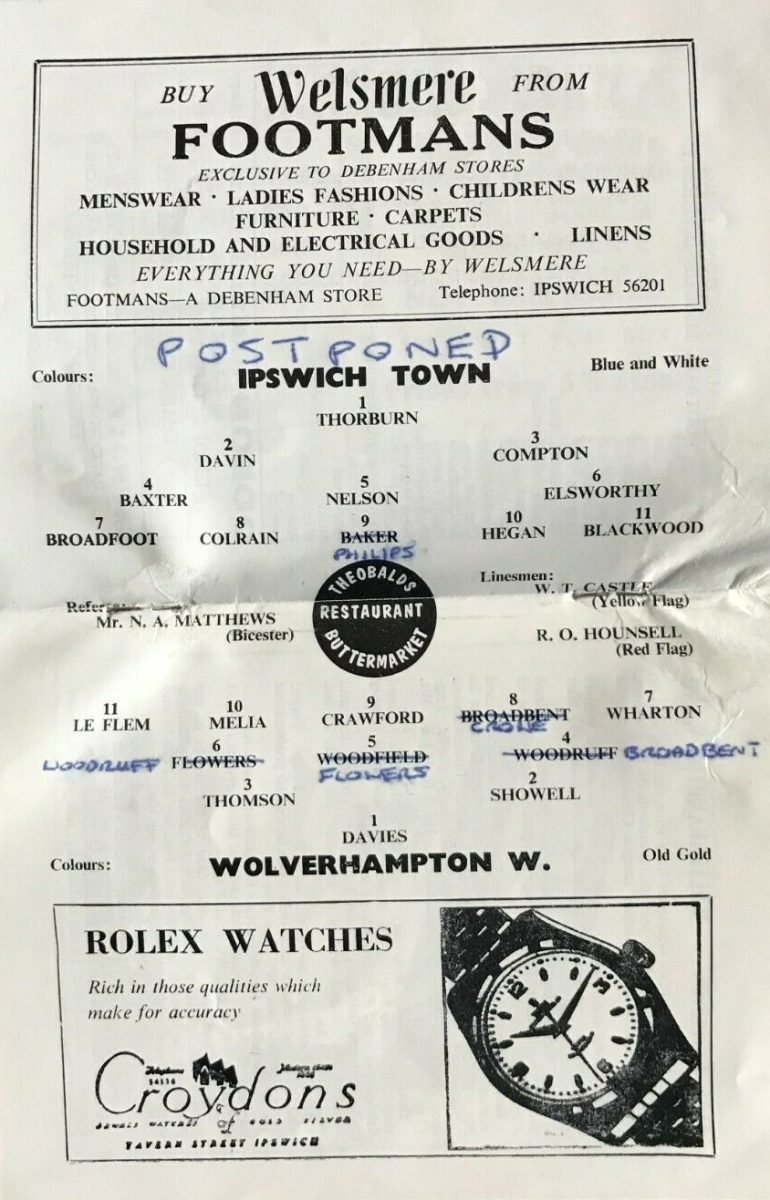 BUY Welsmere FROM
FOOTMANS
EXCLUSIVE TO DEBENHAM STORES
MENSWEAR · LADIES FASHIONS · CHILDRENS WEAR
FURNITURE · CARPETS
HOUSEHOLD AND ELECTRICAL GOODS · LINENS
EVERYTHING YOU NEED—BY WELSMERE
FOOTMANS—A DEBENHAM STORE Telephone: IPSWICH 56201
POSTPONED
Colours: IPSWICH TOWN Blue and White
1
THORBURN
2 3
DAVIN COMPTON
4 5 6
BAXTER NELSON ELSWORTHY
7 8 9 10 11
BROADFOOT COLRAIN BAKER HEGAN BLACKWOOD
PHILIPS
THEOBALDS
RESTAURANT
BUTTERMARKET
Linesmen:
W. T. CASTLE
(Yellow Flag)
Referee:
Mr. N. A. MATTHEWS
(Bicester)
R. O. HOUNSELL
(Red Flag)
11 10 9 8 7
LE FLEM MELIA CRAWFORD BROADBENT WHARTON
CROWE
6 5 4
WOODRUFF FLOWERS WOODFIELD WOODRUFF BROADBENT
FLOWERS
3 2
THOMSON SHOWELL
1
DAVIES
Colours: WOLVERHAMPTON W. Old Gold
ROLEX WATCHES
Rich in those qualities which
make for accuracy
Croydons
of
TAVERN STREET IPSWICH
12
3
6